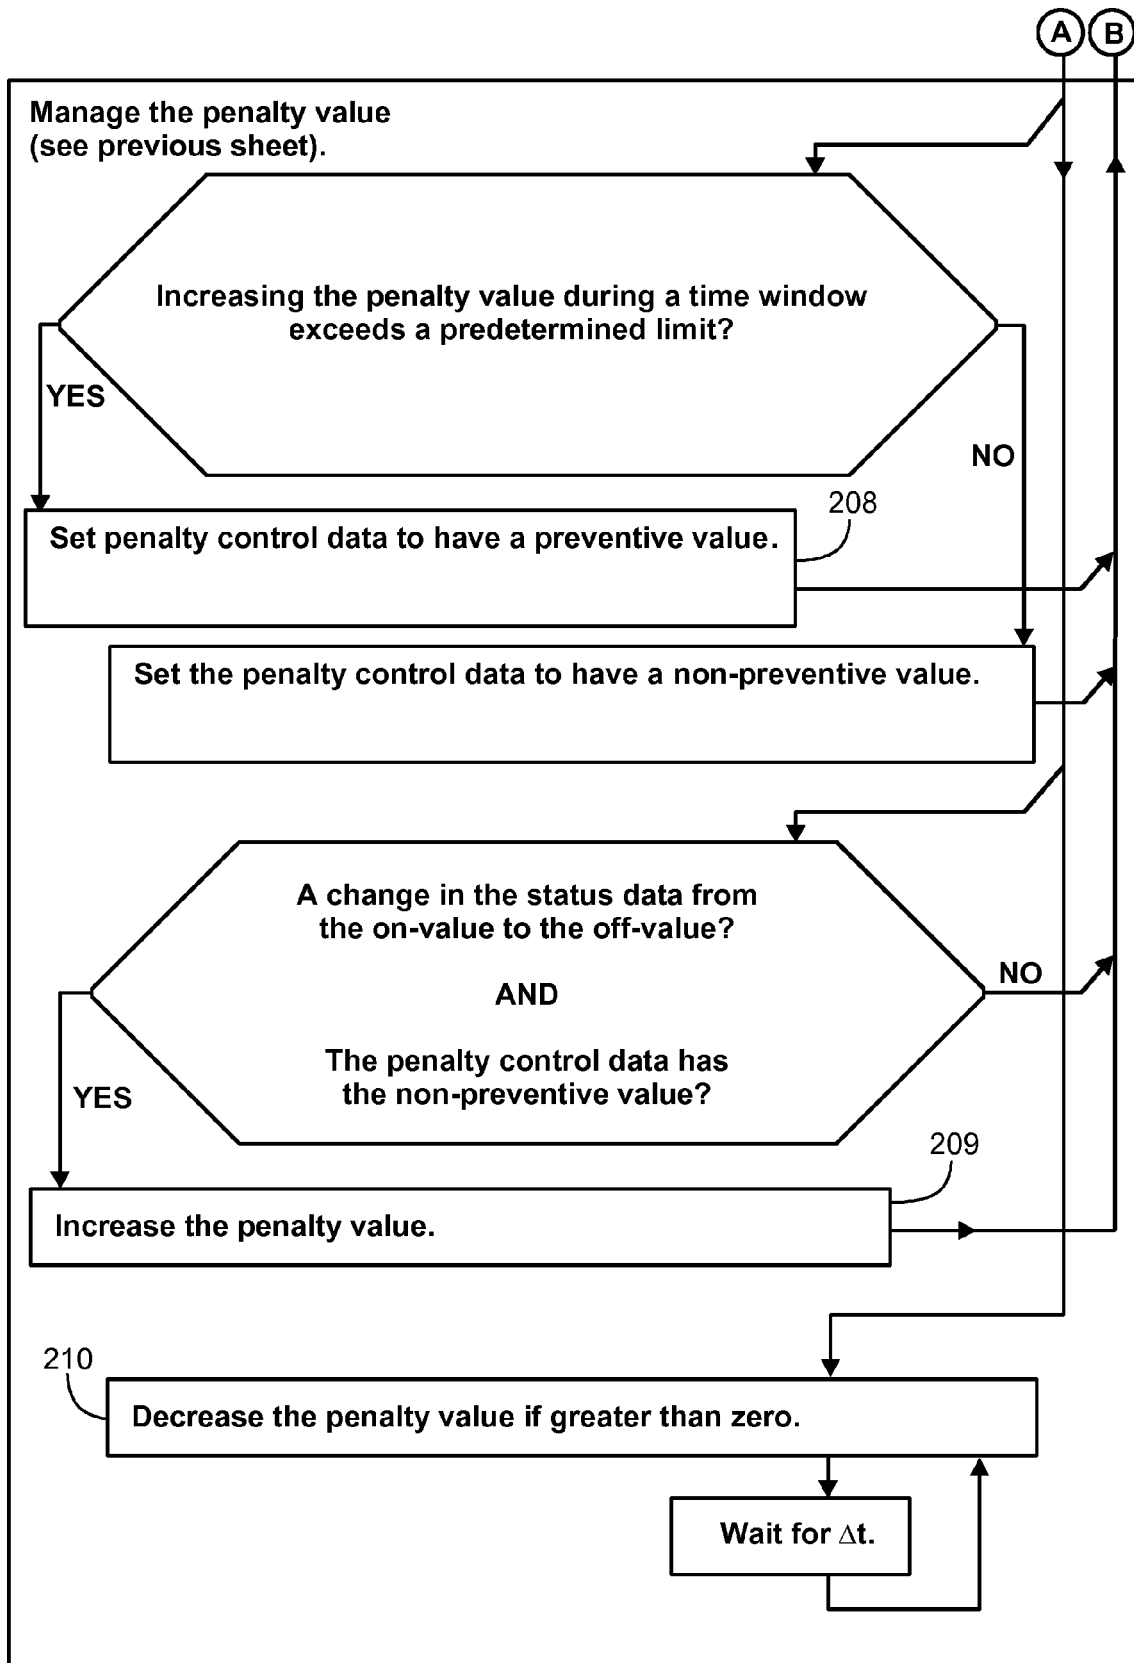 A B
Manage the penalty value
(see previous sheet).
Increasing the penalty value during a time window
exceeds a predetermined limit?
YES
NO
208
Set penalty control data to have a preventive value.
Set the penalty control data to have a non-preventive value.
A change in the status data from
the on-value to the off-value?
NO
AND
The penalty control data has
the non-preventive value?
YES
209
Increase the penalty value.
210
Decrease the penalty value if greater than zero.
Wait for Δt.